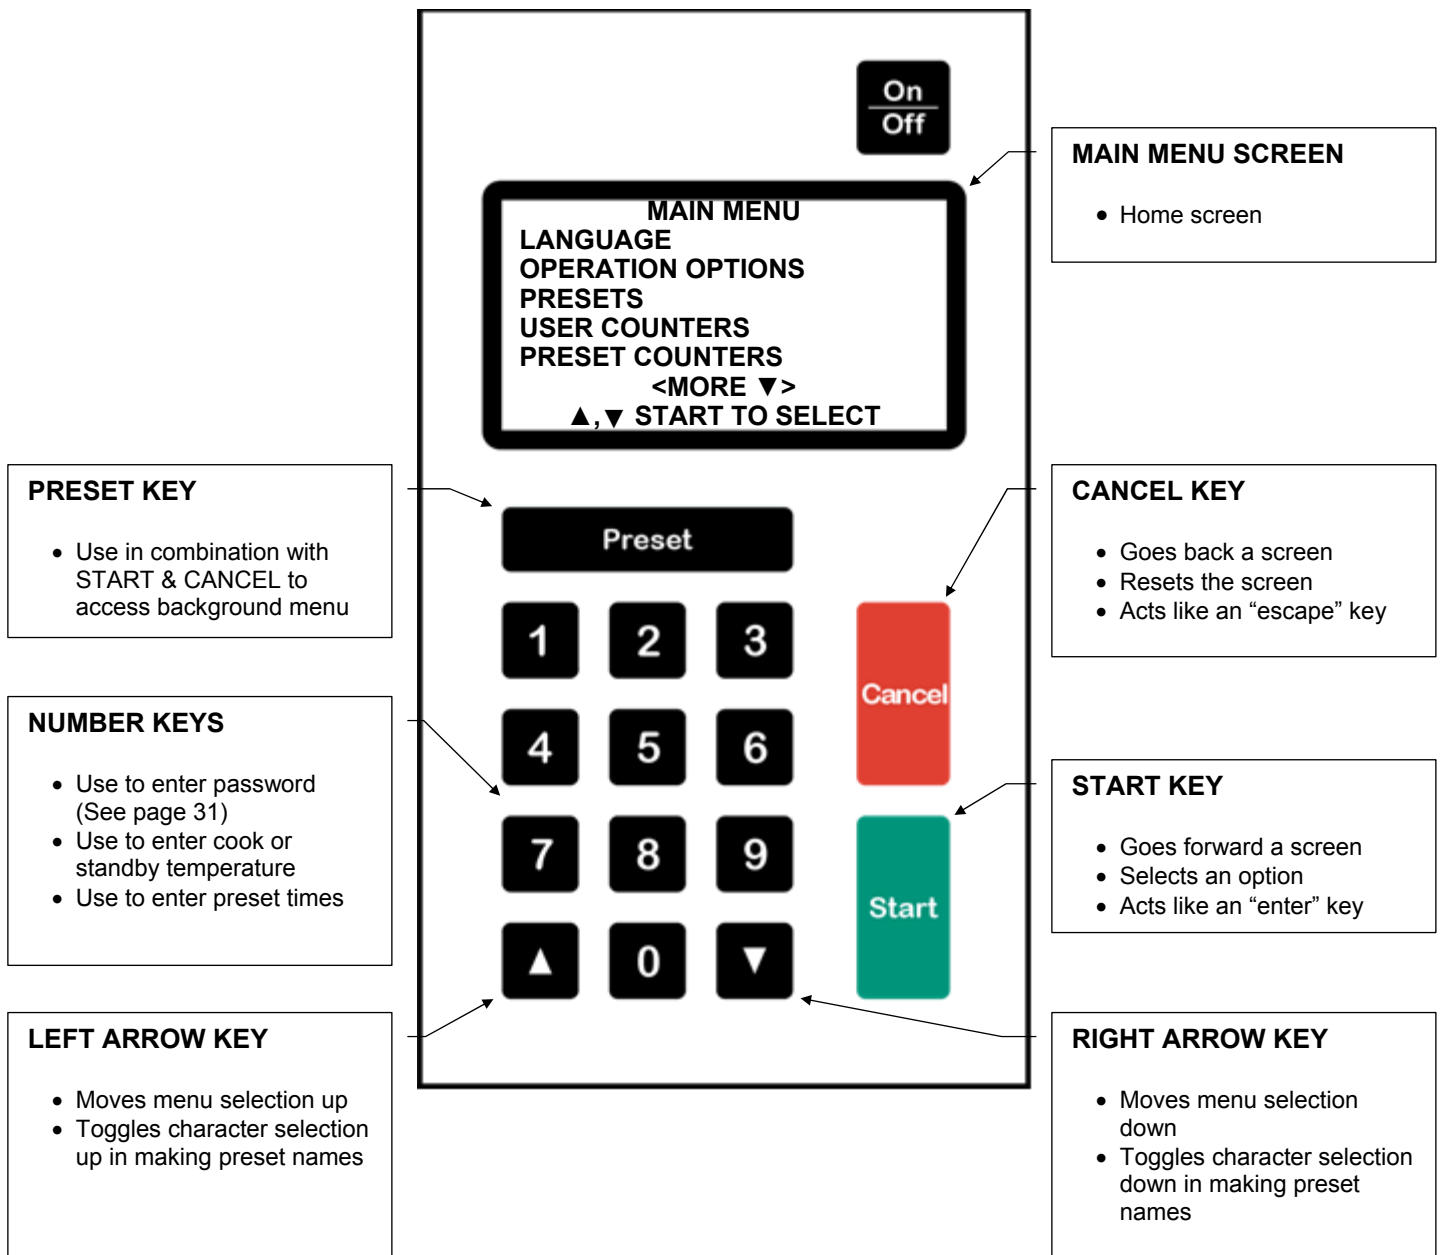 On
Off
MAIN MENU SCREEN
• Home screen
MAIN MENU
LANGUAGE
OPERATION OPTIONS
PRESETS
USER COUNTERS
PRESET COUNTERS
<MORE ▼>
▲,▼ START TO SELECT
PRESET KEY
• Use in combination with
START & CANCEL to
access background menu
Preset
CANCEL KEY
• Goes back a screen
• Resets the screen
• Acts like an “escape” key
1 2 3
Cancel
4 5 6
NUMBER KEYS
• Use to enter password
(See page 31)
• Use to enter cook or
standby temperature
• Use to enter preset times
7 8 9
Start
▲ 0 ▼
START KEY
• Goes forward a screen
• Selects an option
• Acts like an “enter” key
LEFT ARROW KEY
• Moves menu selection up
• Toggles character selection
up in making preset names
RIGHT ARROW KEY
• Moves menu selection
down
• Toggles character selection
down in making preset
names